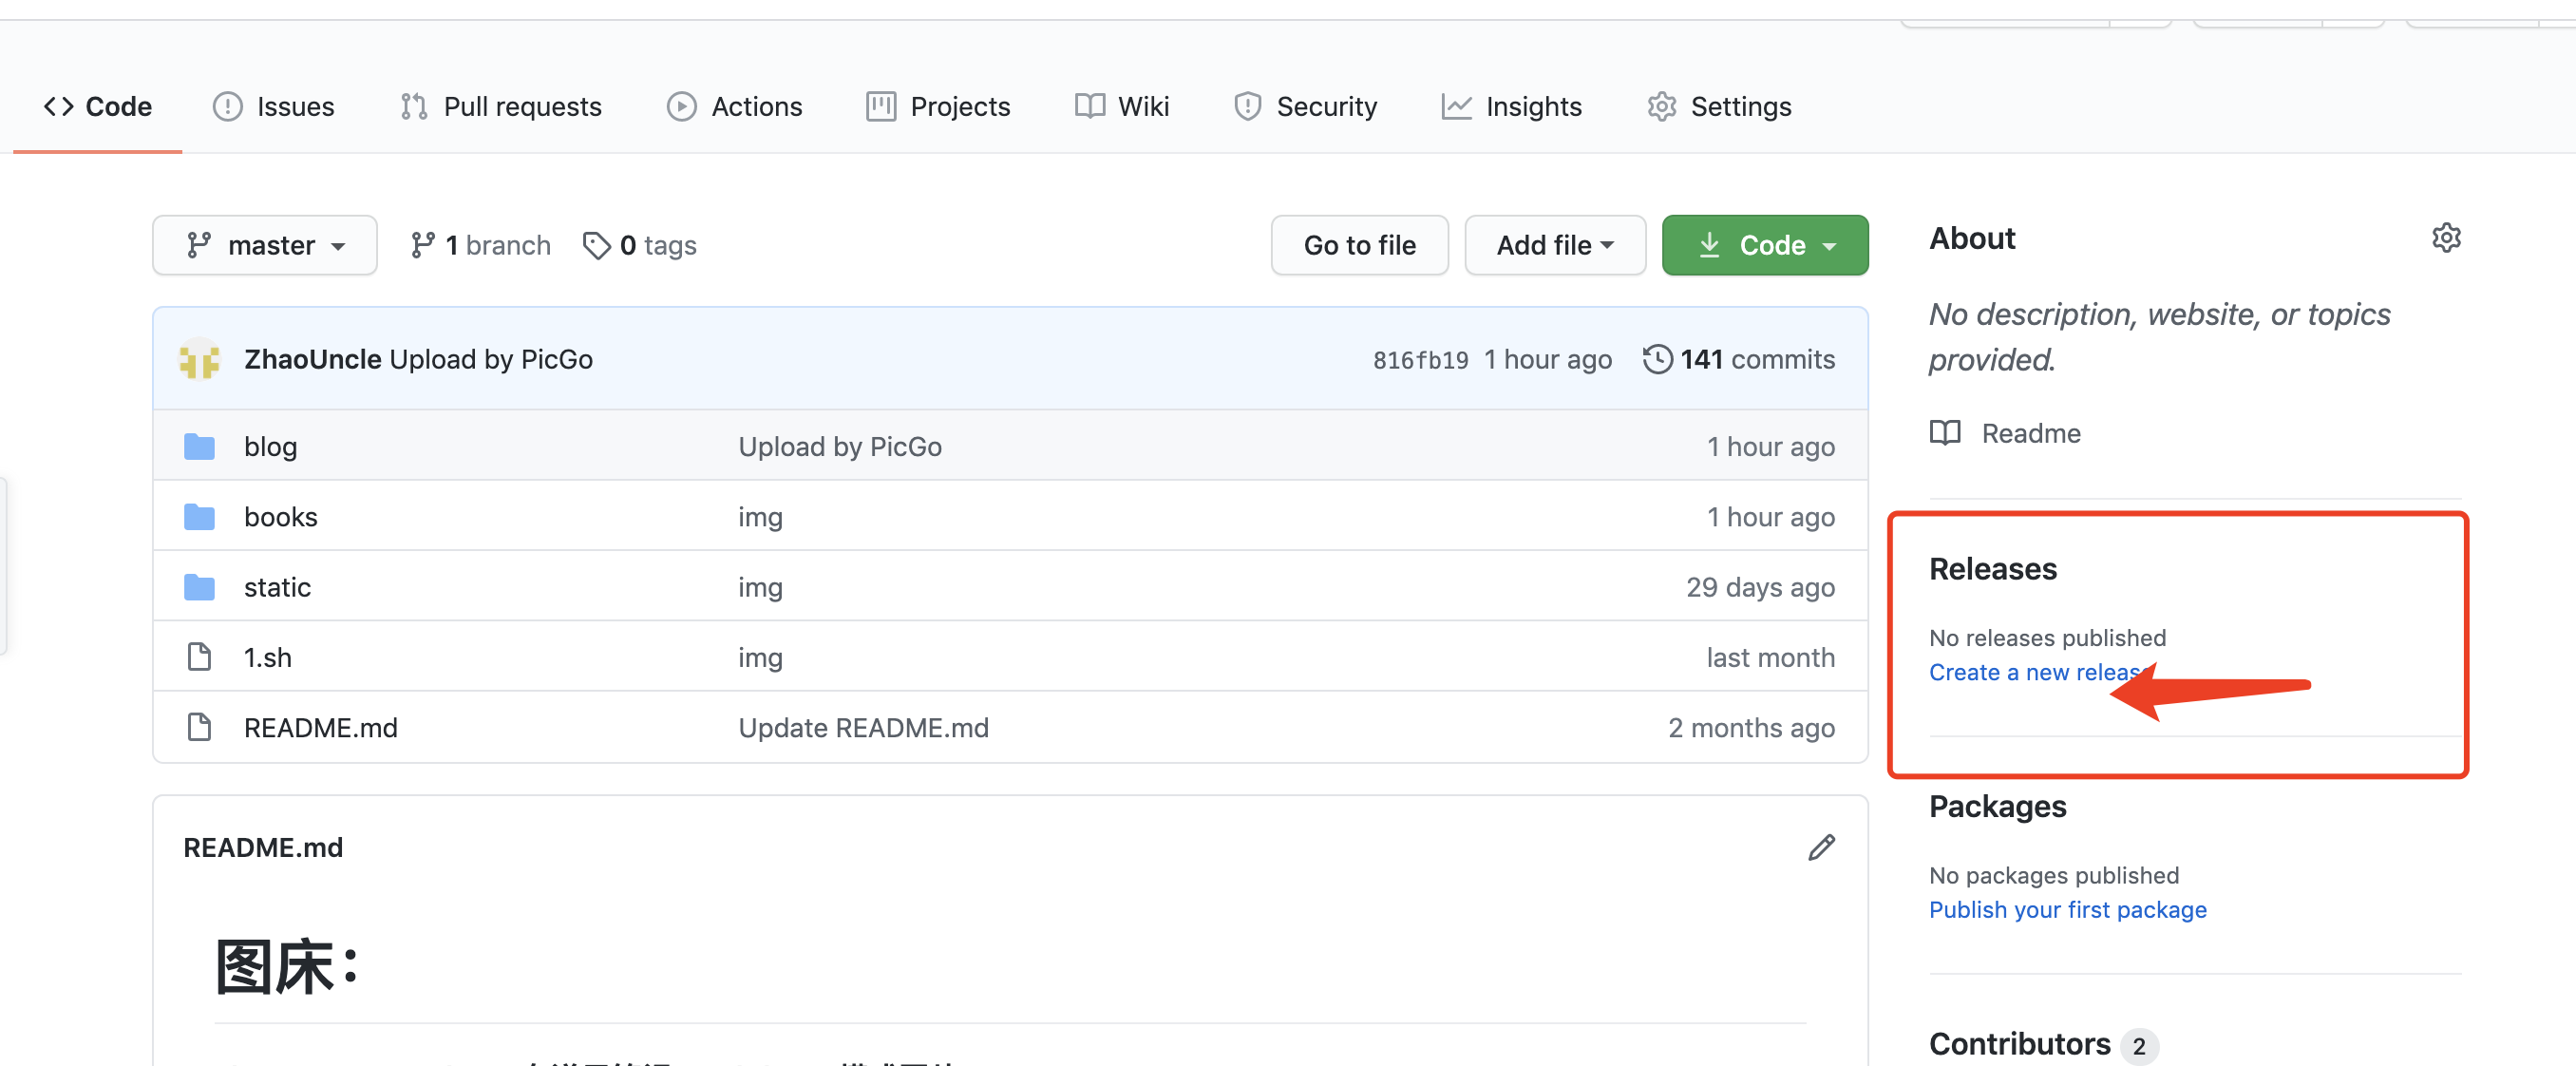 Code Issues Pull requests Actions Projects Wiki Security Insights Settings
master 1 branch 0 tags Go to file Add file Code
ZhaoUncle Upload by PicGo 816fb19 1 hour ago 141 commits
blog Upload by PicGo 1 hour ago
books img 1 hour ago
static img 29 days ago
1.sh img last month
README.md Update README.md 2 months ago
README.md
图床：
About
No description, website, or topics
provided.
Readme
Releases
No releases published
Create a new release
Packages
No packages published
Publish your first package
Contributors 2